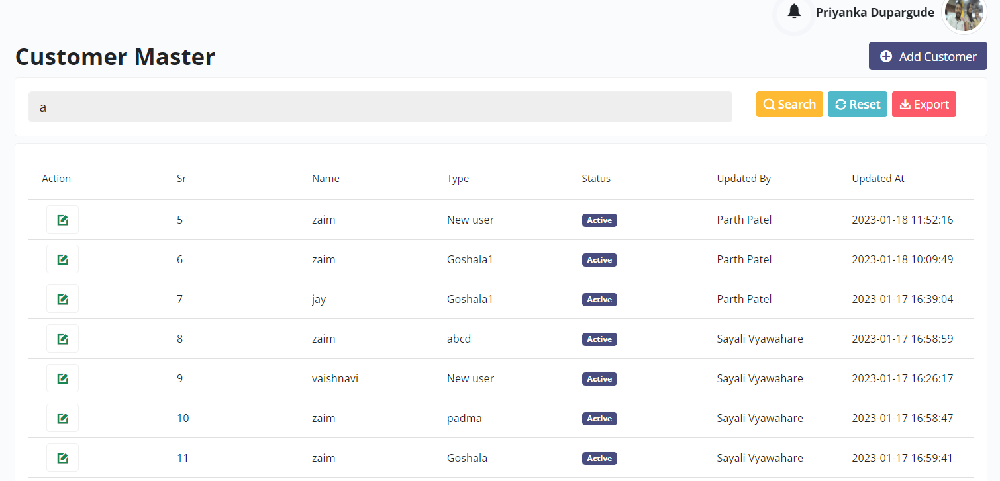 Priyanka Dupargude
Customer Master
Add Customer
a
Search Reset Export
Action Sr Name Type Status Updated By Updated At
5 zaim New user Active Parth Patel 2023-01-18 11:52:16
6 zaim Goshala1 Active Parth Patel 2023-01-18 10:09:49
7 jay Goshala1 Active Parth Patel 2023-01-17 16:39:04
8 zaim abcd Active Sayali Vyawahare 2023-01-17 16:58:59
9 vaishnavi New user Active Sayali Vyawahare 2023-01-17 16:26:17
10 zaim padma Active Sayali Vyawahare 2023-01-17 16:58:47
11 zaim Goshala Active Sayali Vyawahare 2023-01-17 16:59:41